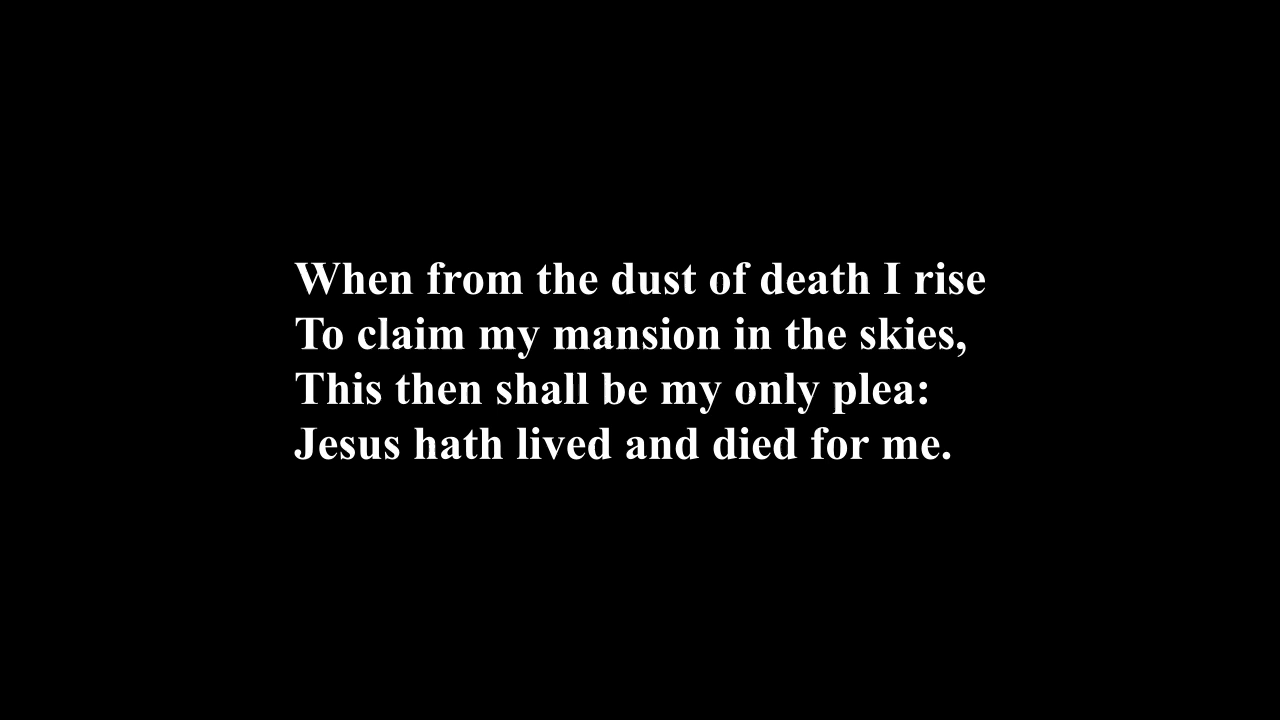 When from the dust of death I rise
To claim my mansion in the skies,
This then shall be my only plea:
Jesus hath lived and died for me.